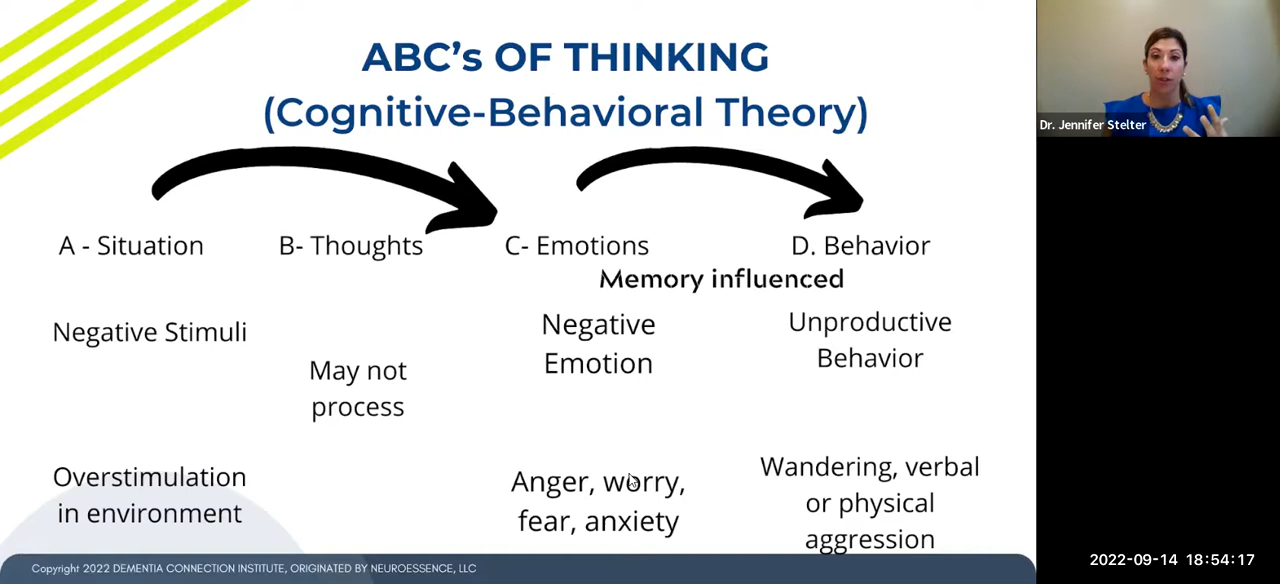 ABC’s OF THINKING
(Cognitive-Behavioral Theory)
A - Situation
B- Thoughts
C- Emotions
D. Behavior
Memory influenced
Negative Stimuli
May not
process
Negative
Emotion
Unproductive
Behavior
Overstimulation
in environment
Anger, worry,
fear, anxiety
Wandering, verbal
or physical
aggression
Copyright 2022 DEMENTIA CONNECTION INSTITUTE, ORIGINATED BY NEUROESSENCE, LLC
Dr. Jennifer Stelter
2022-09-14 18:54:17